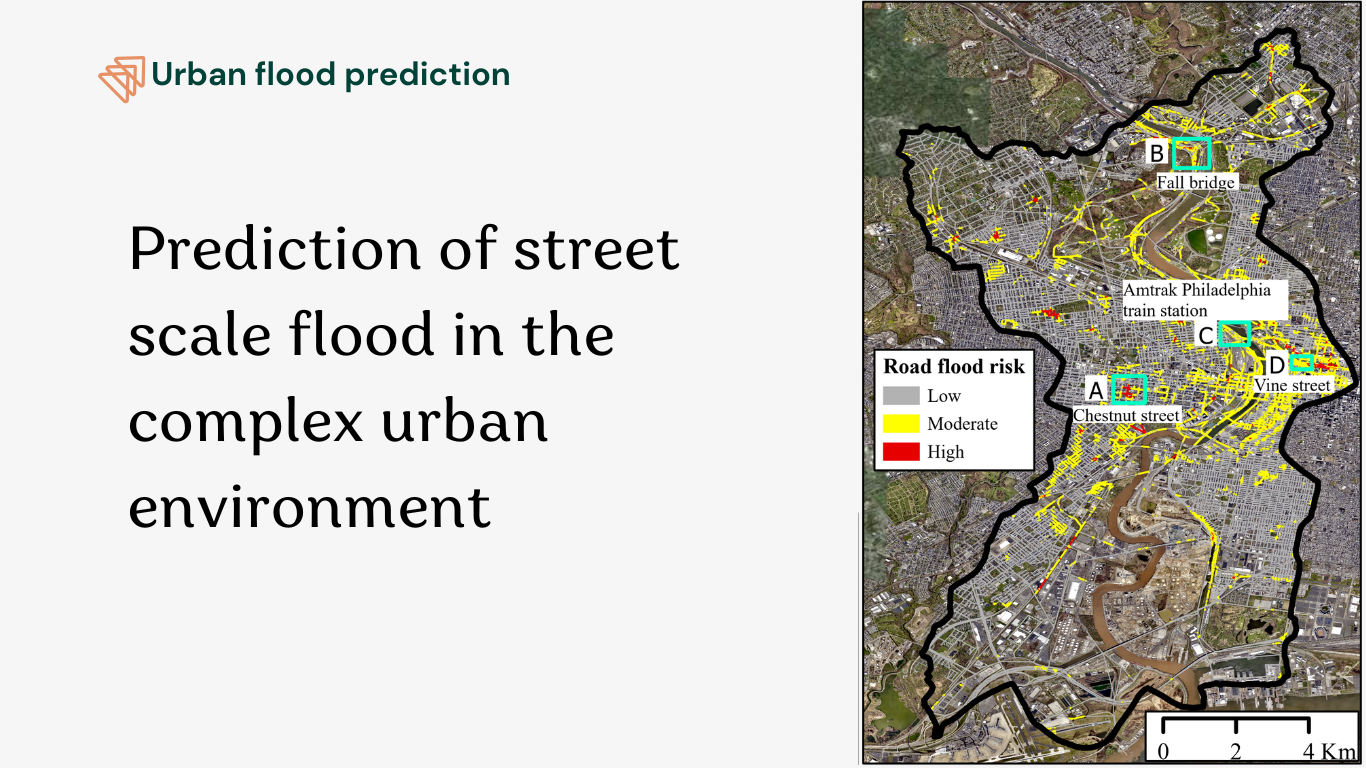 Urban flood prediction
Prediction of street
scale flood in the
complex urban
environment
B
Fall bridge
Amtrak Philadelphia
train station
C
D
Vine street
A
Chestnut street
Road flood risk
Low
Moderate
High
0 2 4 Km